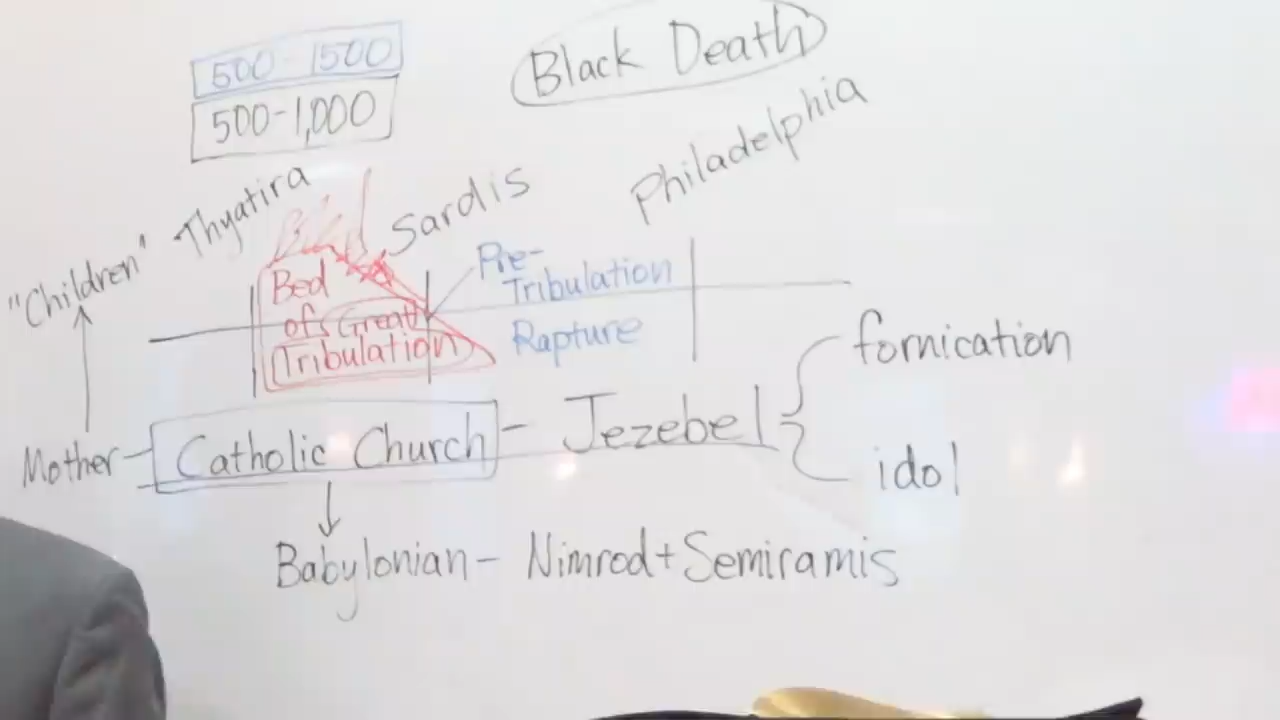 500-1500
500-1,000
Black Death
"Children"
Thyatira
Sardis
Philadelphia
Bed
of Great
Tribulation
Pre-
Tribulation
Rapture
Mother
Catholic Church - Jezebel
fornication
idol
Babylonian - Nimrod + Semiramis